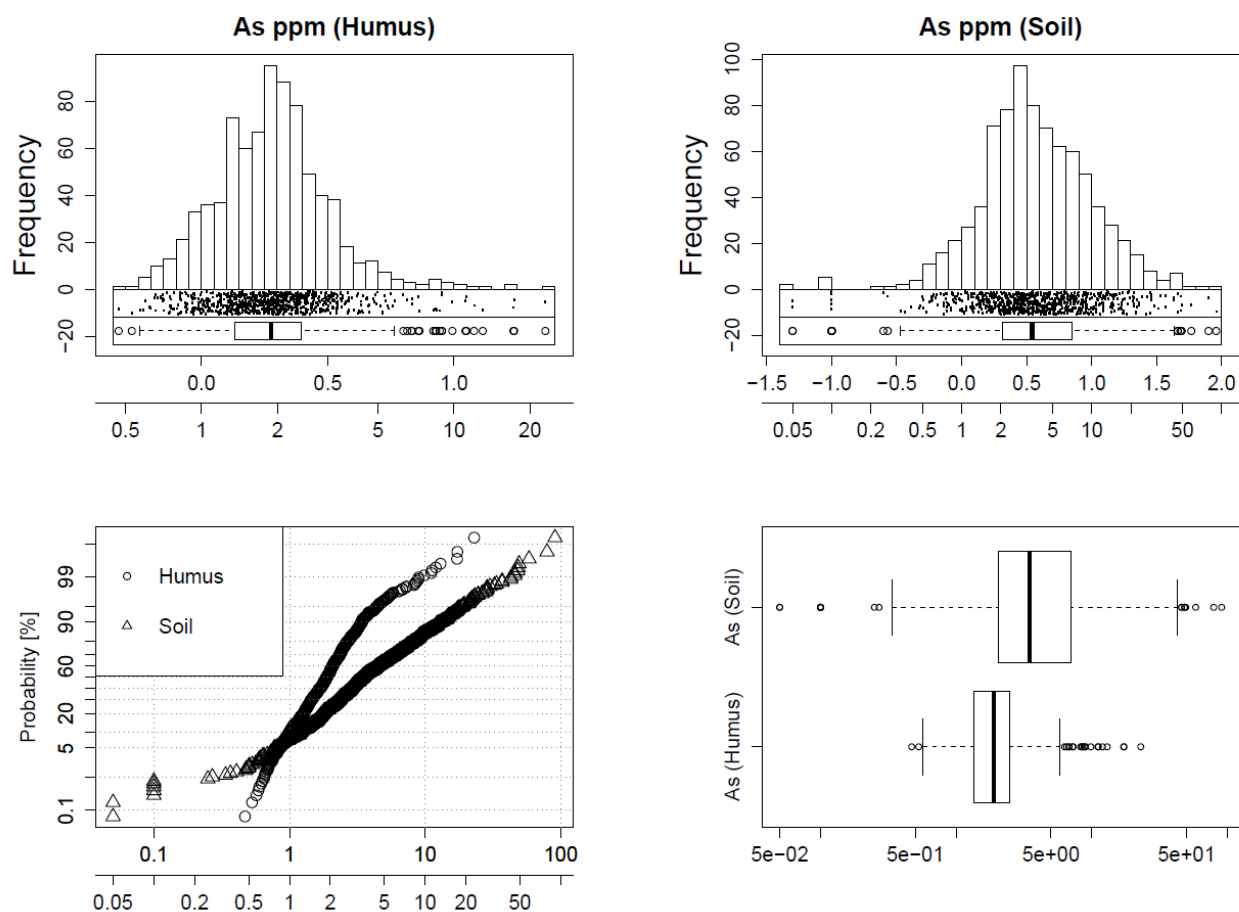 As ppm (Humus)
Frequency
80
60
40
20
0
−20
0.0 0.5 1.0
0.5 1 2 5 10 20
As ppm (Soil)
Frequency
100
80
60
40
20
0
−20
−1.5 −1.0 −0.5 0.0 0.5 1.0 1.5 2.0
0.05 0.2 0.5 1 2 5 10 50
Humus
Soil
Probability [%]
99
90
60
20
5
0.1
0.1 1 10 100
0.05 0.2 0.5 1 2 5 10 20 50
As (Soil)
As (Humus)
5e−02 5e−01 5e+00 5e+01